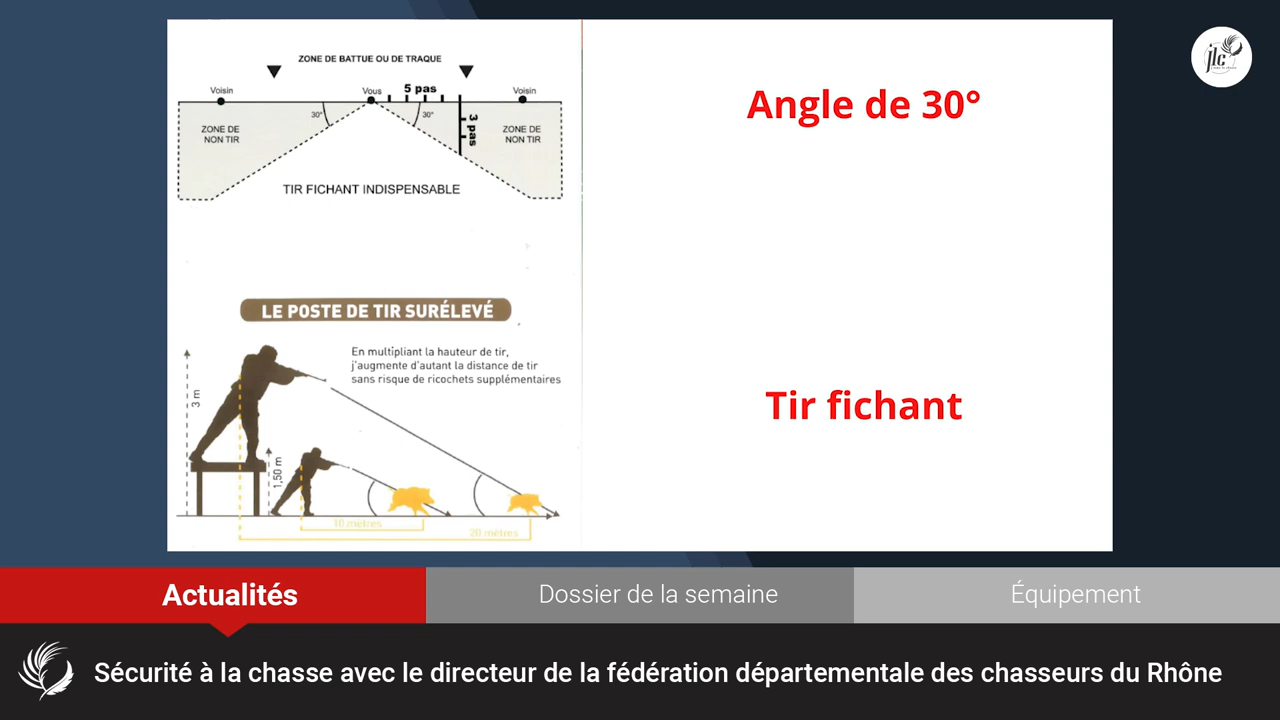 ZONE DE BATTUE OU DE TRAQUE
Voisin
Vous
5 pas
Voisin
30°
30°
3 pas
ZONE DE
NON TIR
ZONE DE
NON TIR
TIR FICHANT INDISPENSABLE
Angle de 30°
LE POSTE DE TIR SURÉLEVÉ
En multipliant la hauteur de tir,
j'augmente d'autant la distance de tir
sans risque de ricochets supplémentaires
3 m
1,50 m
10 mètres
20 mètres
Tir fichant
jlc
Actualités
Dossier de la semaine
Équipement
Sécurité à la chasse avec le directeur de la fédération départementale des chasseurs du Rhône